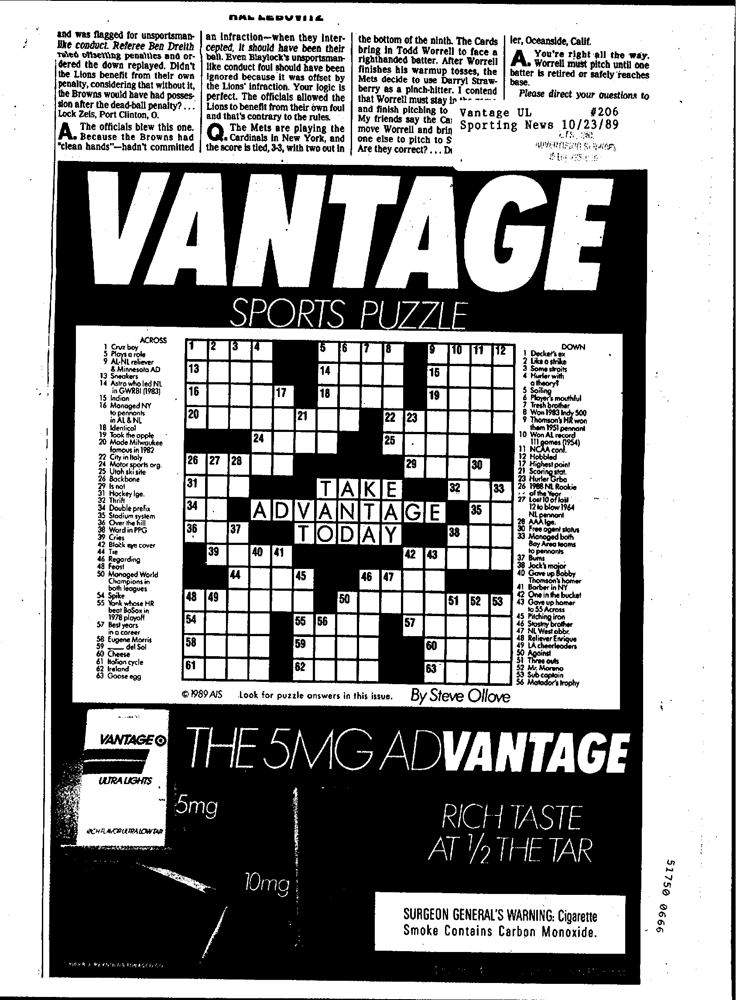 HAL LEBOVITZ
and was flagged for unsportsman-
like conduct. Referee Ben Dreith
ruled offsetting penalties and or-
dered the down replayed. Didn't
the Lions benefit from their own
penalty, considering that without it,
the Browns would have had posses-
sion after the dead-ball penalty? . . .
Lock Zeis, Port Clinton, O.
A. The officials blew this one.
Because the Browns had
"clean hands"—hadn't committed
an infraction—when they inter-
cepted, it should have been their
ball. Even Blaylock's unsportsman-
like conduct foul should have been
ignored because it was offset by
the Lions' infraction. Your logic is
perfect. The officials allowed the
Lions to benefit from their own foul
and that's contrary to the rules.
Q. The Mets are playing the
Cardinals in New York, and
the score is tied, 3-3, with two out in
the bottom of the ninth. The Cards
bring in Todd Worrell to face a
righthanded batter. After Worrell
finishes his warmup tosses, the
Mets decide to use Darryl Straw-
berry as a pinch-hitter. I contend
that Worrell must stay in
and finish pitching to
My friends say the Ca
move Worrell and brin
one else to pitch to S
Are they correct? . . . D
ler, Oceanside, Calif.
A. You're right all the way.
Worrell must pitch until one
batter is retired or safely reaches
base.
Please direct your questions to
Vantage UL #206
Sporting News 10/23/89
VANTAGE
SPORTS PUZZLE
ACROSS
1 Cruz boy
5 Plays a role
9 AL-NL reliever
& Minnesota AD
13 Sneakers
14 Astro who led NL
in GWRBI (1983)
15 Indian
16 Managed NY
to pennants
in AL & NL
18 Identical
19 Took the apple
20 Made Milwaukee
famous in 1982
22 City in Italy
24 Motor sports org.
25 Utah ski site
26 Backbone
29 Is not
31 Hockey lge.
32 Thrift
34 Double prefix
35 Stadium system
36 Over the hill
38 Word in PPG
39 Cries
42 Black eye cover
44 Tie
46 Regarding
48 Feast
50 Managed World
Champions in
both leagues
54 Spike
55 Yank whose HR
beat BoSox in
1978 playoff
57 Best years
in a career
58 Eugene Morris
59 ____ del Sol
60 Cheese
61 Italian cycle
62 Ireland
63 Goose egg
1 2 3 4 5 6 7 8 9 10 11 12
13 14 15
16 17 18 19
20 21 22 23
24 25
26 27 28 29 30
31 TAKE 32 33
34 ADVANTAGE 35
36 37 TODAY 38
39 40 41 42 43
44 45 46 47
48 49 50 51 52 53
54 55 56 57
58 59 60
61 62 63
DOWN
1 Decker's ex
2 Like a strike
3 Some straits
4 Hurler with
a theory?
5 Soiling
6 Player's mouthful
7 Tresh brother
8 Won 1983 Indy 500
9 Thomson's HR won
them 1951 pennant
10 Won AL record
111 games (1954)
11 NCAA conf.
12 Hobbled
17 Highest point
21 Scoring stat.
23 Hurler Grba
26 1988 NL Rookie
of the Year
27 Lost 10 of last
12 to blow 1964
NL pennant
28 AAA lge.
30 Free agent status
33 Managed both
Bay Area teams
to pennants
37 Bums
38 Jock's major
40 Gave up Bobby
Thomson's homer
41 Barber in NY
42 One in the bucket
43 Gave up homer
to 55 Across
45 Pitching iron
46 Stastny brother
47 NL West abbr.
48 Reliever Enrique
49 LA cheerleaders
50 Against
51 Three outs
52 Mr. Moreno
53 Sub captain
56 Matador's trophy
© 1989 AJS Look for puzzle answers in this issue. By Steve Ollove
VANTAGE
ULTRA LIGHTS
RICH FLAVOR ULTRA LOW TAR
THE 5MG ADVANTAGE
5mg
10mg
RICH TASTE
AT 1/2 THE TAR
SURGEON GENERAL'S WARNING: Cigarette
Smoke Contains Carbon Monoxide.
51750 0666